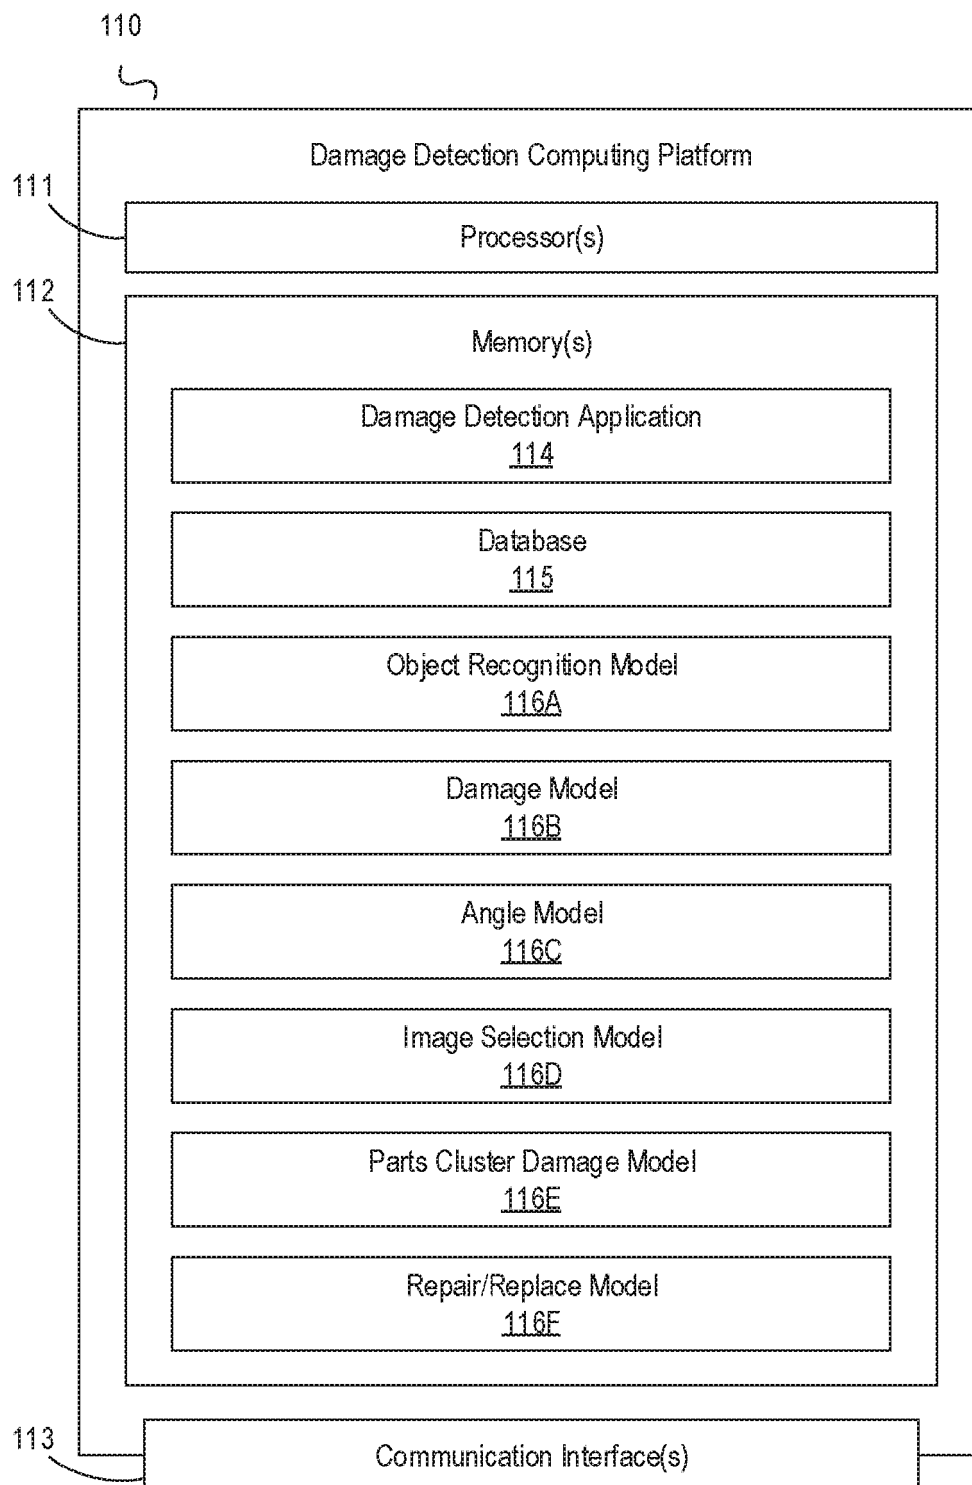 110
Damage Detection Computing Platform
111
Processor(s)
112
Memory(s)
Damage Detection Application
114
Database
115
Object Recognition Model
116A
Damage Model
116B
Angle Model
116C
Image Selection Model
116D
Parts Cluster Damage Model
116E
Repair/Replace Model
116F
113
Communication Interface(s)